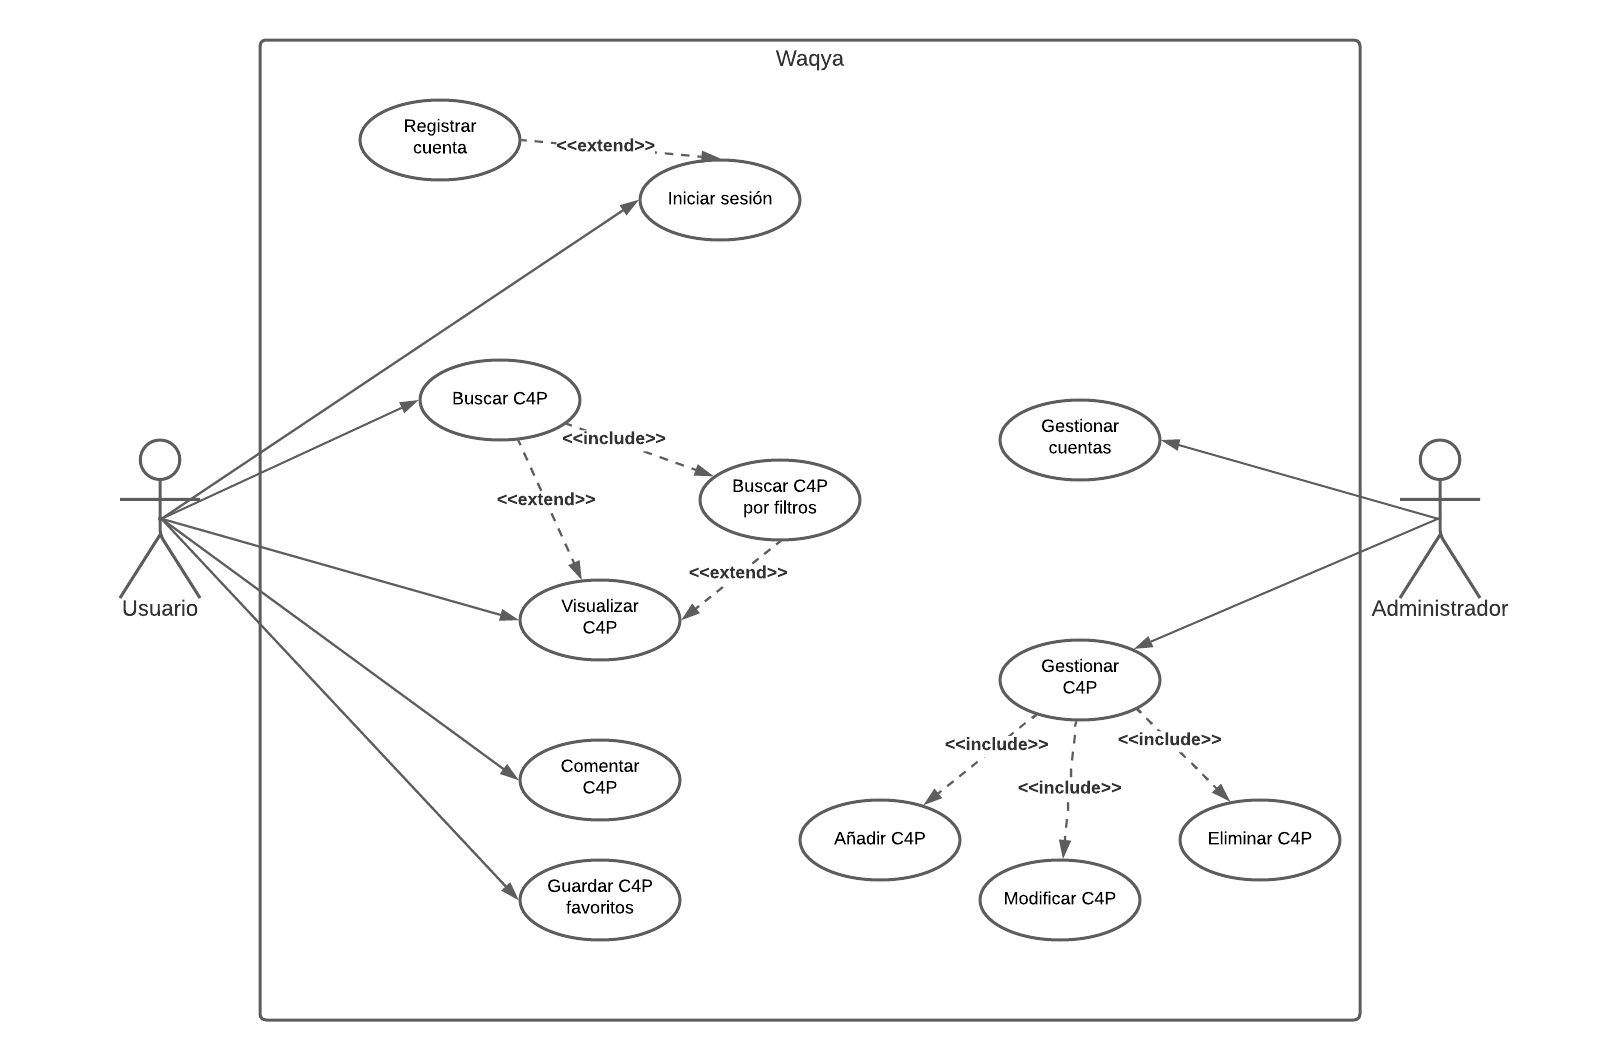 Waqya
Registrar
cuenta
<<extend>>
Iniciar sesión
Buscar C4P
<<include>>
<<extend>>
Buscar C4P
por filtros
<<extend>>
Visualizar
C4P
Comentar
C4P
Guardar C4P
favoritos
Usuario
Gestionar
cuentas
Administrador
Gestionar
C4P
<<include>>
<<include>>
<<include>>
Añadir C4P
Modificar C4P
Eliminar C4P